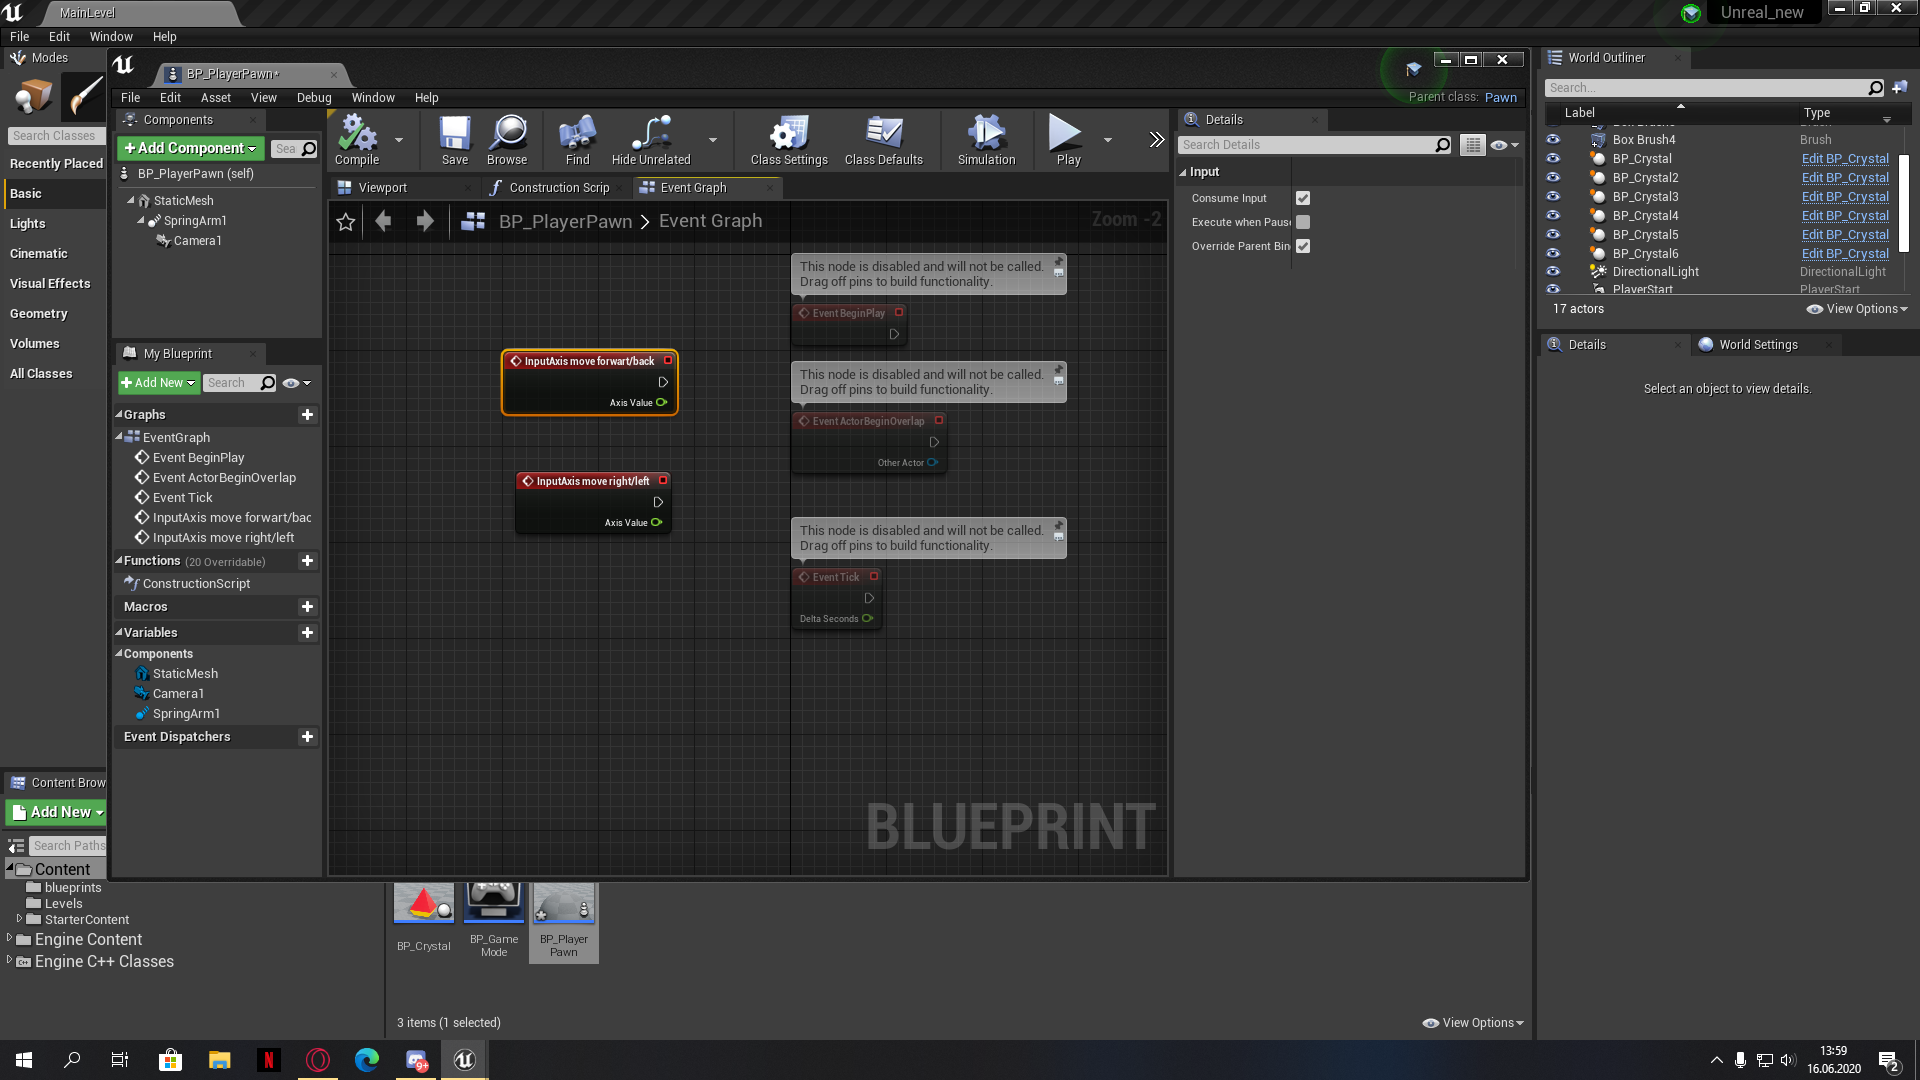 MainLevel
Unreal_new
File Edit Window Help
Modes
Search Classes
Recently Placed
Basic
Lights
Cinematic
Visual Effects
Geometry
Volumes
All Classes
BP_PlayerPawn*
File Edit Asset View Debug Window Help
Parent class: Pawn
Components
+Add Component
Sea
BP_PlayerPawn (self)
StaticMesh
SpringArm1
Camera1
Compile
Save
Browse
Find
Hide Unrelated
Class Settings
Class Defaults
Simulation
Play
Viewport
Construction Scrip
Event Graph
BP_PlayerPawn > Event Graph
Zoom -2
This node is disabled and will not be called.
Drag off pins to build functionality.
Event BeginPlay
InputAxis move forwart/back
Axis Value
This node is disabled and will not be called.
Drag off pins to build functionality.
Event ActorBeginOverlap
Other Actor
InputAxis move right/left
Axis Value
This node is disabled and will not be called.
Drag off pins to build functionality.
Event Tick
Delta Seconds
BLUEPRINT
My Blueprint
+Add New
Search
Graphs
EventGraph
Event BeginPlay
Event ActorBeginOverlap
Event Tick
InputAxis move forwart/bac
InputAxis move right/left
Functions (20 Overridable)
ConstructionScript
Macros
Variables
Components
StaticMesh
Camera1
SpringArm1
Event Dispatchers
Details
Search Details
Input
Consume Input
Execute when Paus
Override Parent Bin
World Outliner
Search...
Label Type
Box Brush4 Brush
BP_Crystal Edit BP_Crystal
BP_Crystal2 Edit BP_Crystal
BP_Crystal3 Edit BP_Crystal
BP_Crystal4 Edit BP_Crystal
BP_Crystal5 Edit BP_Crystal
BP_Crystal6 Edit BP_Crystal
DirectionalLight DirectionalLight
PlayerStart PlayerStart
17 actors
View Options
Details
World Settings
Select an object to view details.
Content Brow
Add New
Search Paths
Content
blueprints
Levels
StarterContent
Engine Content
Engine C++ Classes
BP_Crystal
BP_Game
Mode
BP_Player
Pawn
3 items (1 selected)
View Options
N
9+
13:59
16.06.2020
2